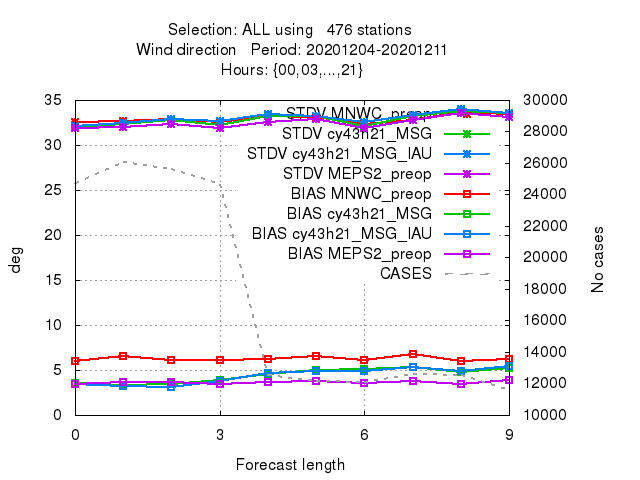 Selection: ALL using   476 stations
Wind direction   Period: 20201204-20201211
Hours: {00,03,...,21}
35
30
25
20
15
10
5
0
deg
30000
28000
26000
24000
22000
20000
18000
16000
14000
12000
10000
No cases
STDV MNWC_preop
STDV cy43h21_MSG
STDV cy43h21_MSG_IAU
STDV MEPS2_preop
BIAS MNWC_preop
BIAS cy43h21_MSG
BIAS cy43h21_MSG_IAU
BIAS MEPS2_preop
CASES
0 3 6 9
Forecast length